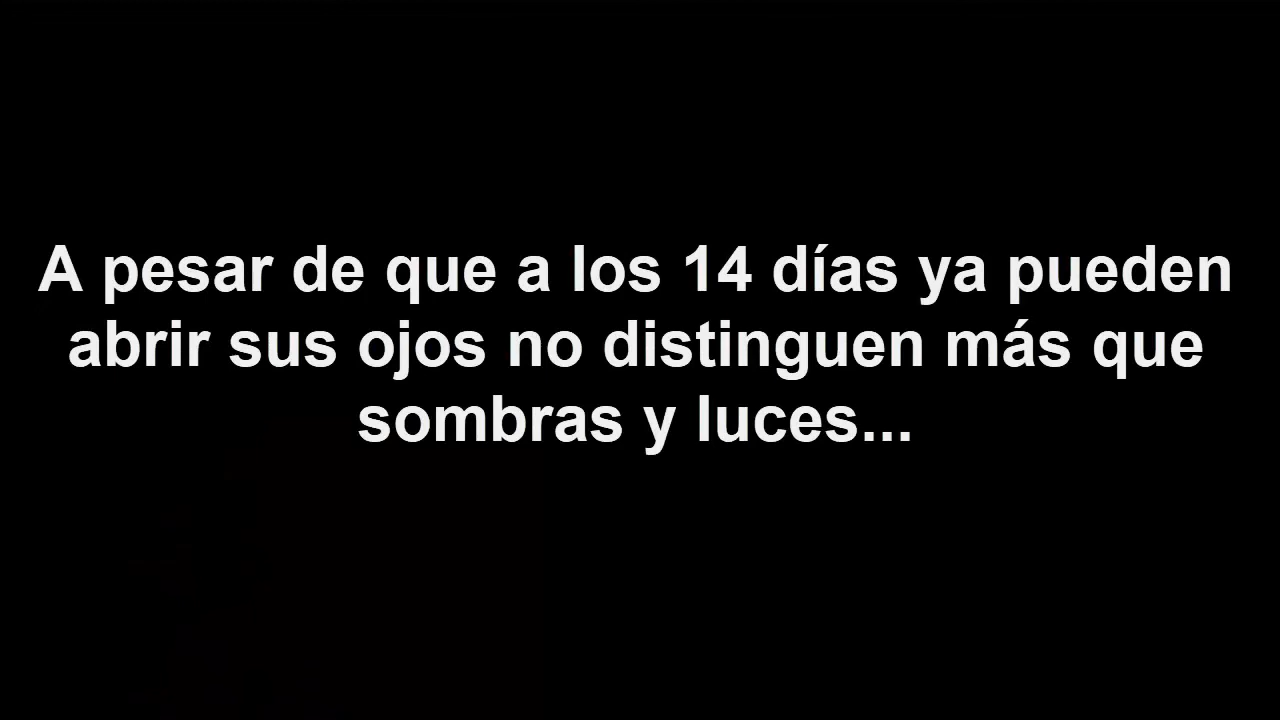 A pesar de que a los 14 días ya pueden
abrir sus ojos no distinguen más que
sombras y luces...